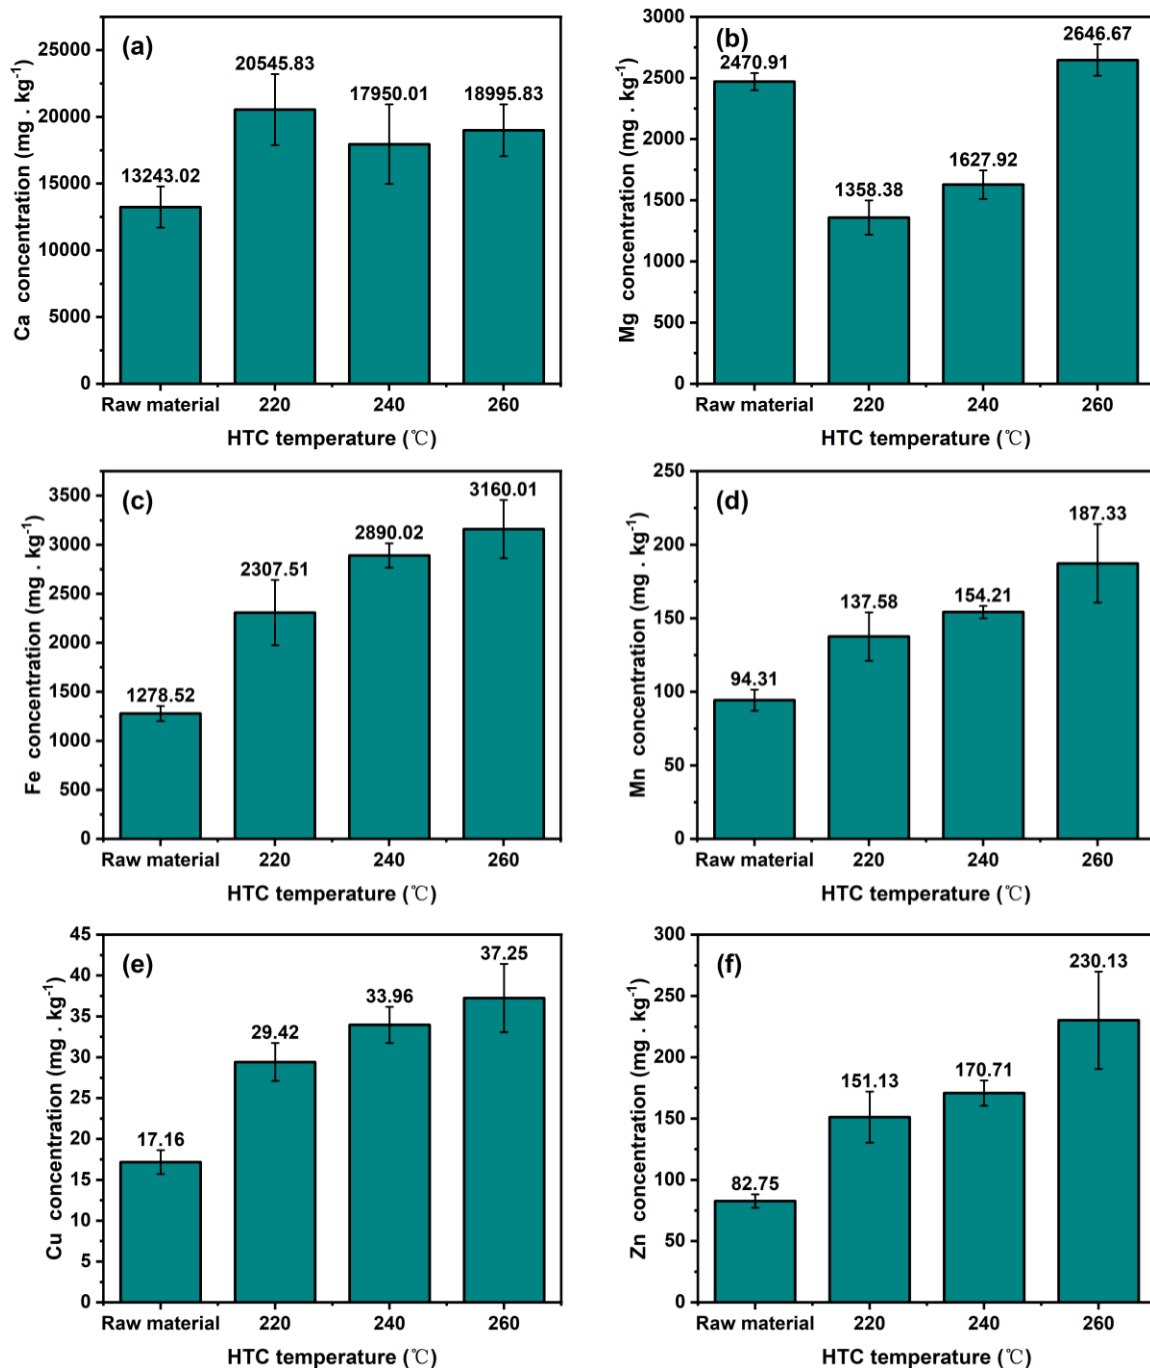 (a)
Ca concentration (mg . kg⁻¹)
25000
20000
15000
10000
5000
0
13243.02
20545.83
17950.01
18995.83
Raw material 220 240 260
HTC temperature (℃)
(b)
Mg concentration (mg . kg⁻¹)
3000
2500
2000
1500
1000
500
0
2470.91
1358.38
1627.92
2646.67
Raw material 220 240 260
HTC temperature (℃)
(c)
Fe concentration (mg . kg⁻¹)
3500
3000
2500
2000
1500
1000
500
0
1278.52
2307.51
2890.02
3160.01
Raw material 220 240 260
HTC temperature (℃)
(d)
Mn concentration (mg . kg⁻¹)
250
200
150
100
50
0
94.31
137.58
154.21
187.33
Raw material 220 240 260
HTC temperature (℃)
(e)
Cu concentration (mg . kg⁻¹)
45
40
35
30
25
20
15
10
5
0
17.16
29.42
33.96
37.25
Raw material 220 240 260
HTC temperature (℃)
(f)
Zn concentration (mg . kg⁻¹)
300
250
200
150
100
50
0
82.75
151.13
170.71
230.13
Raw material 220 240 260
HTC temperature (℃)